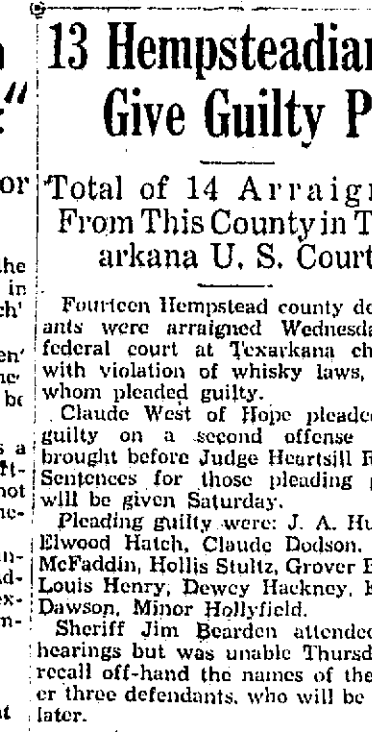 13 Hempsteadian
Give Guilty P
Total of 14 Arraign
From This County in T
arkana U. S. Court
Fourteen Hempstead county de
ants were arraigned Wednesda
federal court at Texarkana ch
with violation of whisky laws,
whom pleaded guilty.
Claude West of Hope pleade
guilty on a second offense
brought before Judge Heartsill R
Sentences for those pleading g
will be given Saturday.
Pleading guilty were: J. A. Hu
Elwood Hatch, Claude Dodson,
McFaddin, Hollis Stultz, Grover
Louis Henry, Dewey Hackney,
Dawson, Minor Hollyfield.
Sheriff Jim Bearden attended
hearings but was unable Thursd
recall off-hand the names of the
er three defendants, who will be
later.